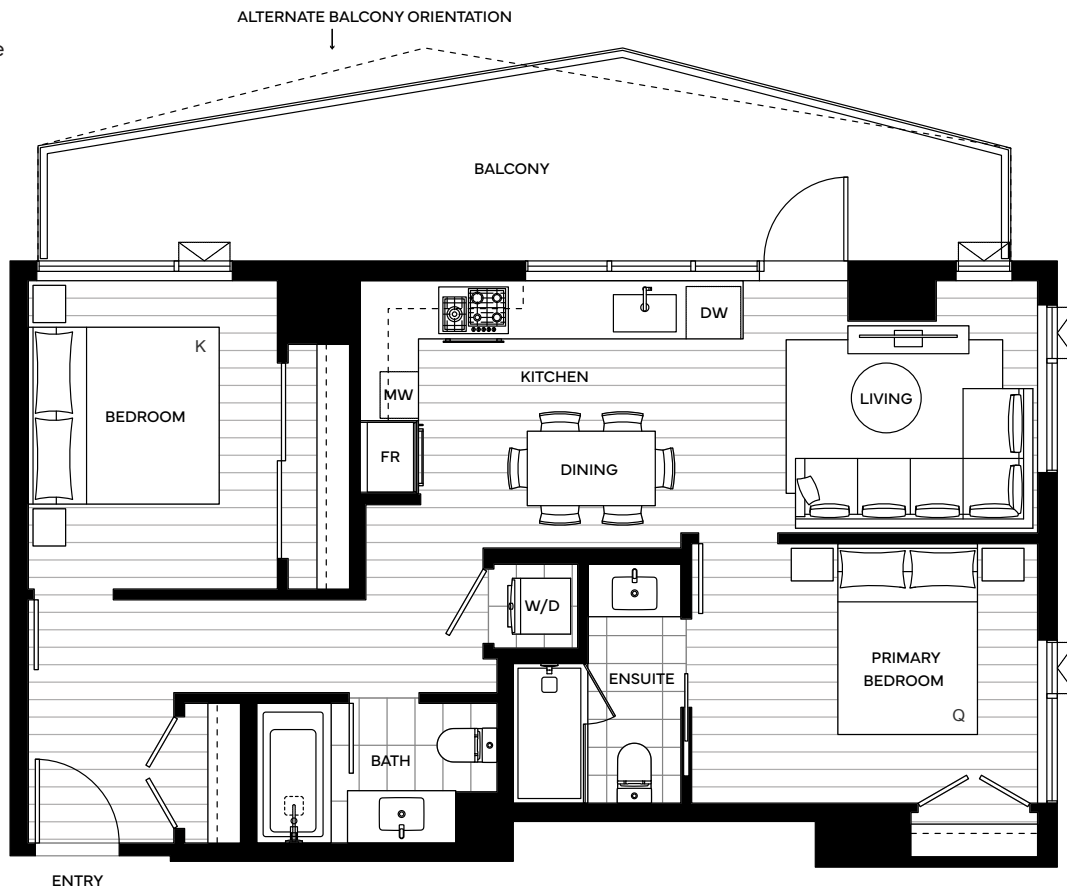 ALTERNATE BALCONY ORIENTATION
e
BALCONY
K
BEDROOM
DW
KITCHEN
MW
LIVING
FR
DINING
W/D
ENSUITE
PRIMARY
BEDROOM
Q
BATH
ENTRY